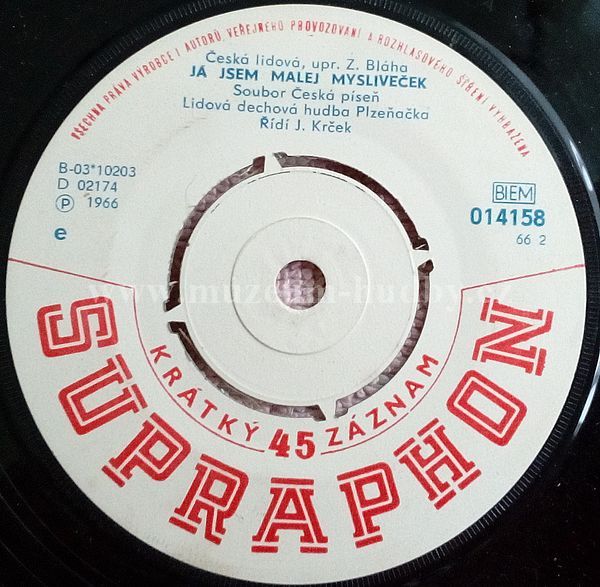 VŠECHNA PRÁVA VÝROBCE I AUTORŮ VEŘEJNÉHO PROVOZOVÁNÍ A ROZHLASOVÉHO ŠÍŘENÍ VYHRAZENA
Česká lidová, upr. Z. Bláha
JÁ JSEM MALEJ MYSLIVEČEK
Soubor Česká píseň
Lidová dechová hudba Plzeňačka
Řídí J. Krček
B-03*10203
D 02174
Ⓟ 1966
e
BIEM
014158
66 2
www.muzeum-hudby.cz
KRÁTKÝ 45 ZÁZNAM
SUPRAPHON